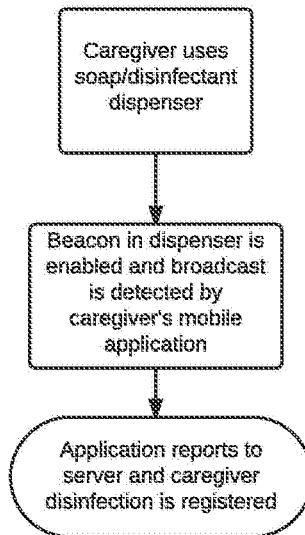 Caregiver uses
soap/disinfectant
dispenser
Beacon in dispenser is
enabled and broadcast
is detected by
caregiver's mobile
application
Application reports to
server and caregiver
disinfection is registered